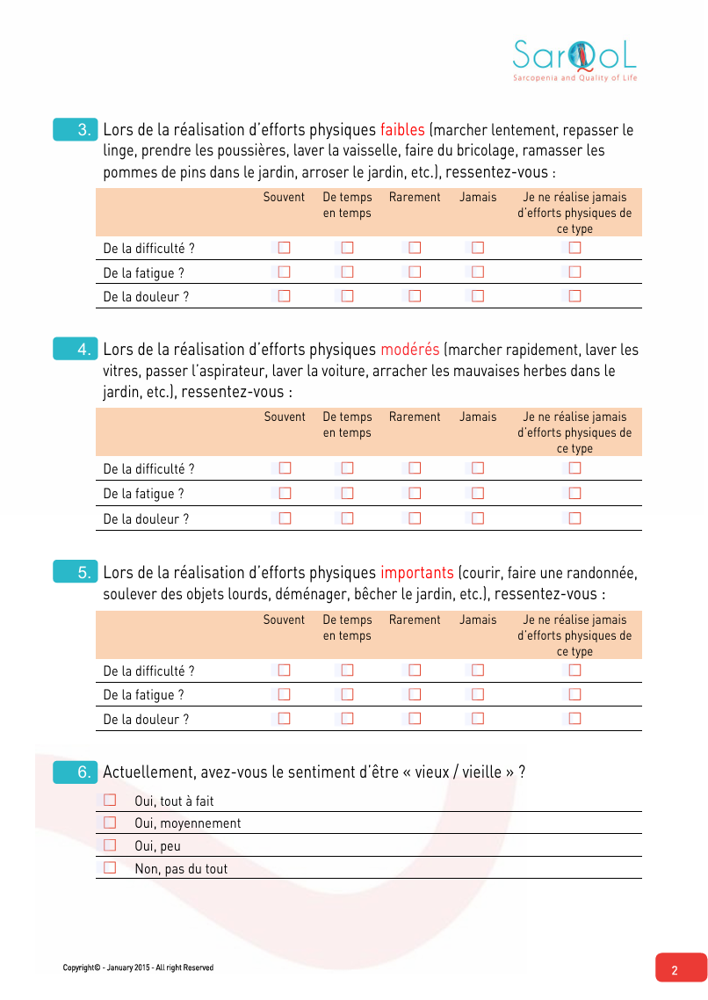 SarQoL
Sarcopenia and Quality of Life
3. Lors de la réalisation d’efforts physiques faibles (marcher lentement, repasser le
linge, prendre les poussières, laver la vaisselle, faire du bricolage, ramasser les
pommes de pins dans le jardin, arroser le jardin, etc.), ressentez-vous :
Souvent De temps Rarement Jamais Je ne réalise jamais
en temps d’efforts physiques de
ce type
De la difficulté ?
De la fatigue ?
De la douleur ?
4. Lors de la réalisation d’efforts physiques modérés (marcher rapidement, laver les
vitres, passer l’aspirateur, laver la voiture, arracher les mauvaises herbes dans le
jardin, etc.), ressentez-vous :
Souvent De temps Rarement Jamais Je ne réalise jamais
en temps d’efforts physiques de
ce type
De la difficulté ?
De la fatigue ?
De la douleur ?
5. Lors de la réalisation d’efforts physiques importants (courir, faire une randonnée,
soulever des objets lourds, déménager, bêcher le jardin, etc.), ressentez-vous :
Souvent De temps Rarement Jamais Je ne réalise jamais
en temps d’efforts physiques de
ce type
De la difficulté ?
De la fatigue ?
De la douleur ?
6. Actuellement, avez-vous le sentiment d’être « vieux / vieille » ?
Oui, tout à fait
Oui, moyennement
Oui, peu
Non, pas du tout
Copyright© - January 2015 - All right Reserved
2